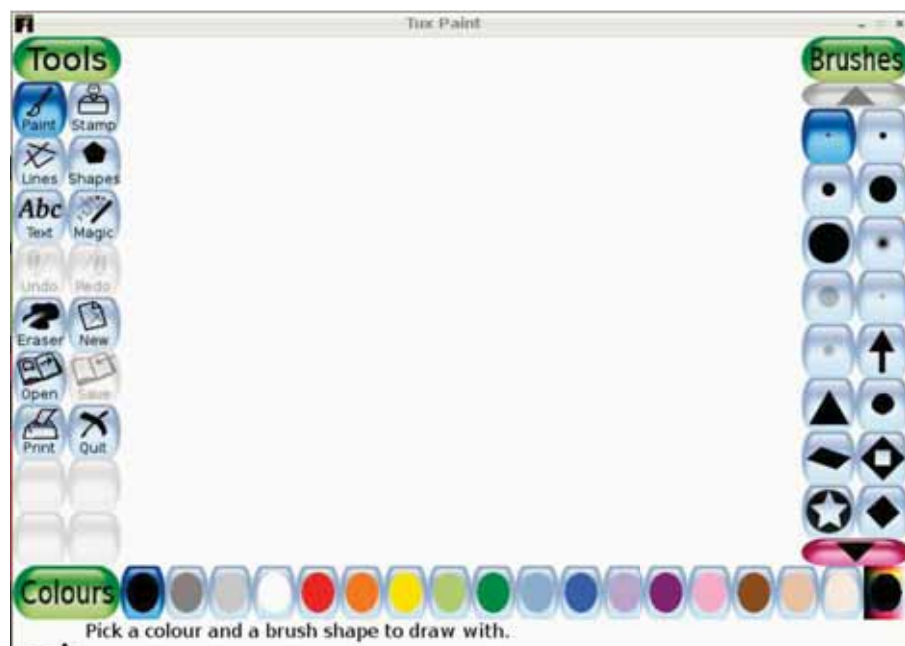 Tux Paint
Tools
Brushes
Paint Stamp
Lines Shapes
Abc
Text Magic
Undo Redo
Eraser New
Open Save
Print Quit
Colours
Pick a colour and a brush shape to draw with.